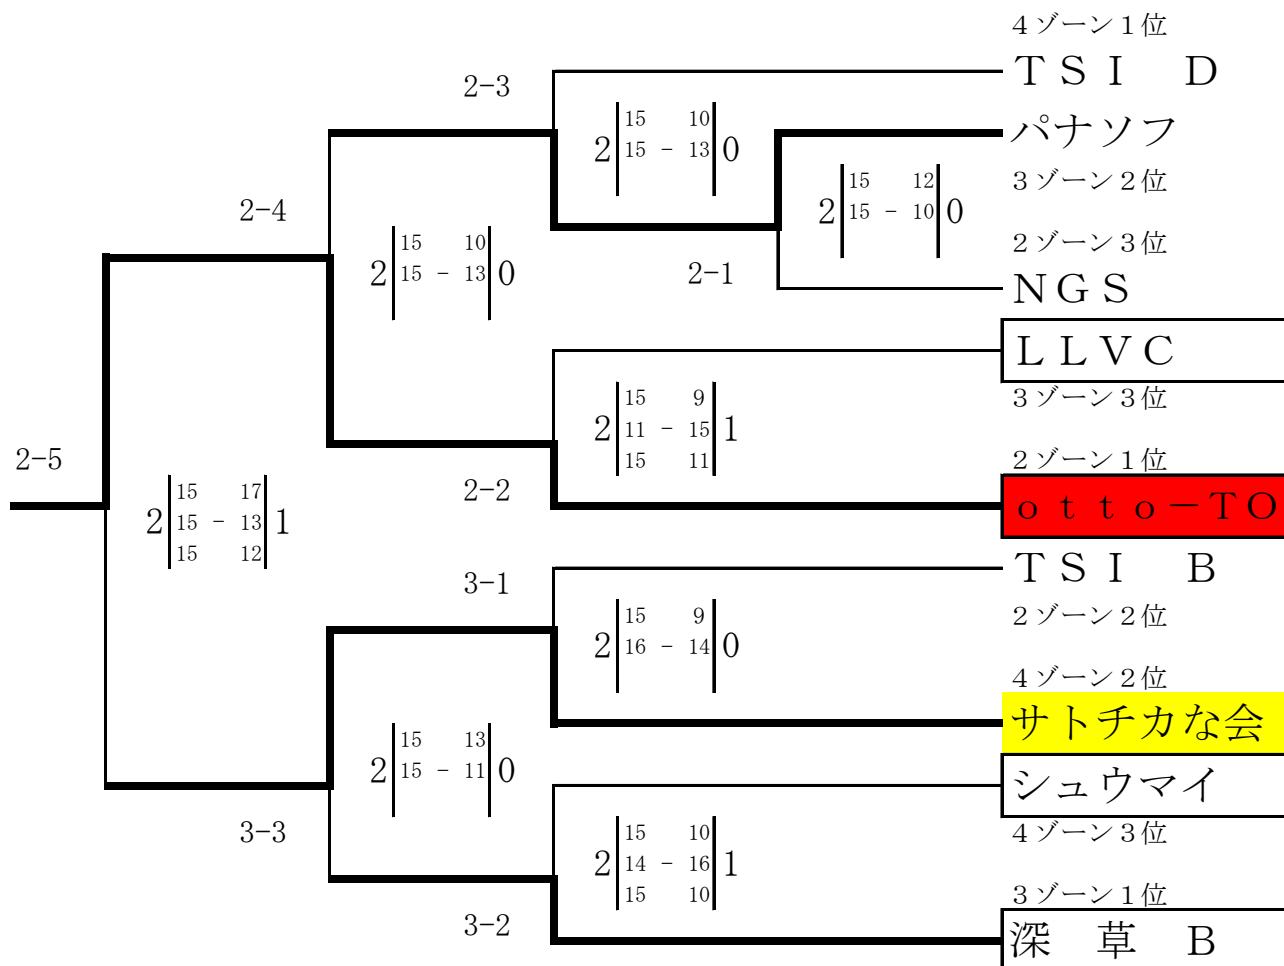 4ゾーン1位
TSI D
2-3
15 10
2 15 - 13 0
パナソフ
3ゾーン2位
15 12
2 15 - 10 0
2-4
15 10
2 15 - 13 0
2-1
2ゾーン3位
NGS
LLVC
3ゾーン3位
15 9
2 11 - 15 1
15 11
2-5
2ゾーン1位
2-2
otto-TO
15 17
2 15 - 13 1
15 12
3-1
TSI B
2ゾーン2位
15 9
2 16 - 14 0
4ゾーン2位
サトチカな会
15 13
2 15 - 11 0
シュウマイ
3-3
4ゾーン3位
15 10
2 14 - 16 1
15 10
3ゾーン1位
3-2
深草 B